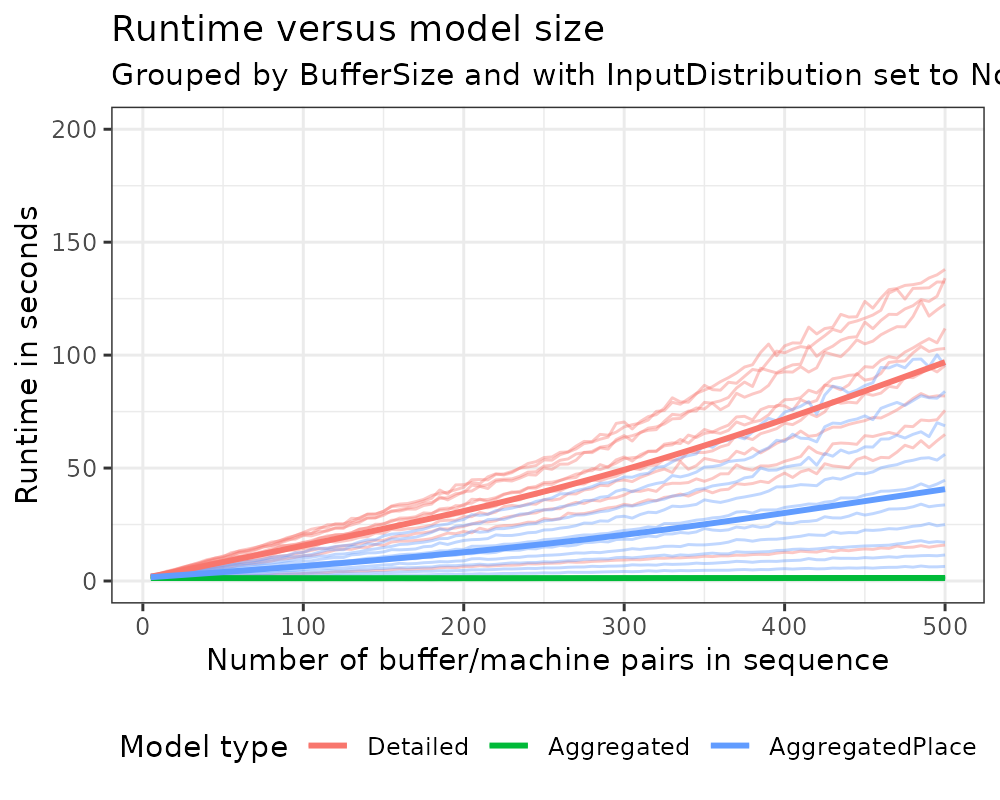 Runtime versus model size
Grouped by BufferSize and with InputDistribution set to No
200
150
100
50
0
Runtime in seconds
0 100 200 300 400 500
Number of buffer/machine pairs in sequence
Model type Detailed Aggregated AggregatedPlace